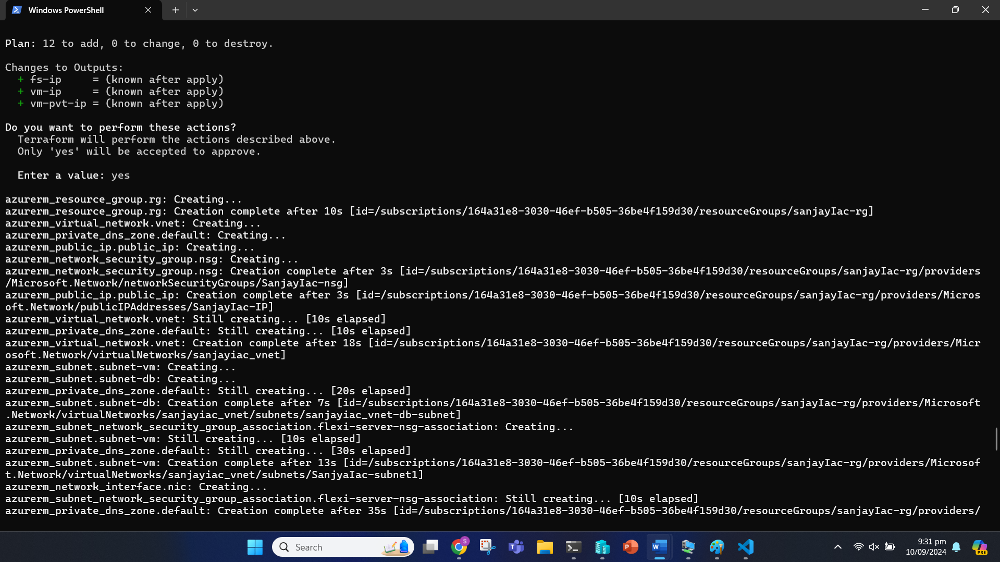 Windows PowerShell
Plan: 12 to add, 0 to change, 0 to destroy.
Changes to Outputs:
+ fs-ip     = (known after apply)
+ vm-ip     = (known after apply)
+ vm-pvt-ip = (known after apply)
Do you want to perform these actions?
Terraform will perform the actions described above.
Only 'yes' will be accepted to approve.
Enter a value: yes
azurerm_resource_group.rg: Creating...
azurerm_resource_group.rg: Creation complete after 10s [id=/subscriptions/164a31e8-3030-46ef-b505-36be4f159d30/resourceGroups/sanjayIac-rg]
azurerm_virtual_network.vnet: Creating...
azurerm_private_dns_zone.default: Creating...
azurerm_public_ip.public_ip: Creating...
azurerm_network_security_group.nsg: Creating...
azurerm_network_security_group.nsg: Creation complete after 3s [id=/subscriptions/164a31e8-3030-46ef-b505-36be4f159d30/resourceGroups/sanjayIac-rg/providers
/Microsoft.Network/networkSecurityGroups/SanjayIac-nsg]
azurerm_public_ip.public_ip: Creation complete after 3s [id=/subscriptions/164a31e8-3030-46ef-b505-36be4f159d30/resourceGroups/sanjayIac-rg/providers/Micros
oft.Network/publicIPAddresses/SanjayIac-IP]
azurerm_virtual_network.vnet: Still creating... [10s elapsed]
azurerm_private_dns_zone.default: Still creating... [10s elapsed]
azurerm_virtual_network.vnet: Creation complete after 18s [id=/subscriptions/164a31e8-3030-46ef-b505-36be4f159d30/resourceGroups/sanjayIac-rg/providers/Micr
osoft.Network/virtualNetworks/sanjayiac_vnet]
azurerm_subnet.subnet-vm: Creating...
azurerm_subnet.subnet-db: Creating...
azurerm_private_dns_zone.default: Still creating... [20s elapsed]
azurerm_subnet.subnet-db: Creation complete after 7s [id=/subscriptions/164a31e8-3030-46ef-b505-36be4f159d30/resourceGroups/sanjayIac-rg/providers/Microsoft
.Network/virtualNetworks/sanjayiac_vnet/subnets/sanjayiac_vnet-db-subnet]
azurerm_subnet_network_security_group_association.flexi-server-nsg-association: Creating...
azurerm_subnet.subnet-vm: Still creating... [10s elapsed]
azurerm_private_dns_zone.default: Still creating... [30s elapsed]
azurerm_subnet.subnet-vm: Creation complete after 13s [id=/subscriptions/164a31e8-3030-46ef-b505-36be4f159d30/resourceGroups/sanjayIac-rg/providers/Microsof
t.Network/virtualNetworks/sanjayiac_vnet/subnets/SanjyaIac-subnet1]
azurerm_network_interface.nic: Creating...
azurerm_subnet_network_security_group_association.flexi-server-nsg-association: Still creating... [10s elapsed]
azurerm_private_dns_zone.default: Creation complete after 35s [id=/subscriptions/164a31e8-3030-46ef-b505-36be4f159d30/resourceGroups/sanjayIac-rg/providers/
Search
S
9:31 pm
10/09/2024
PRE